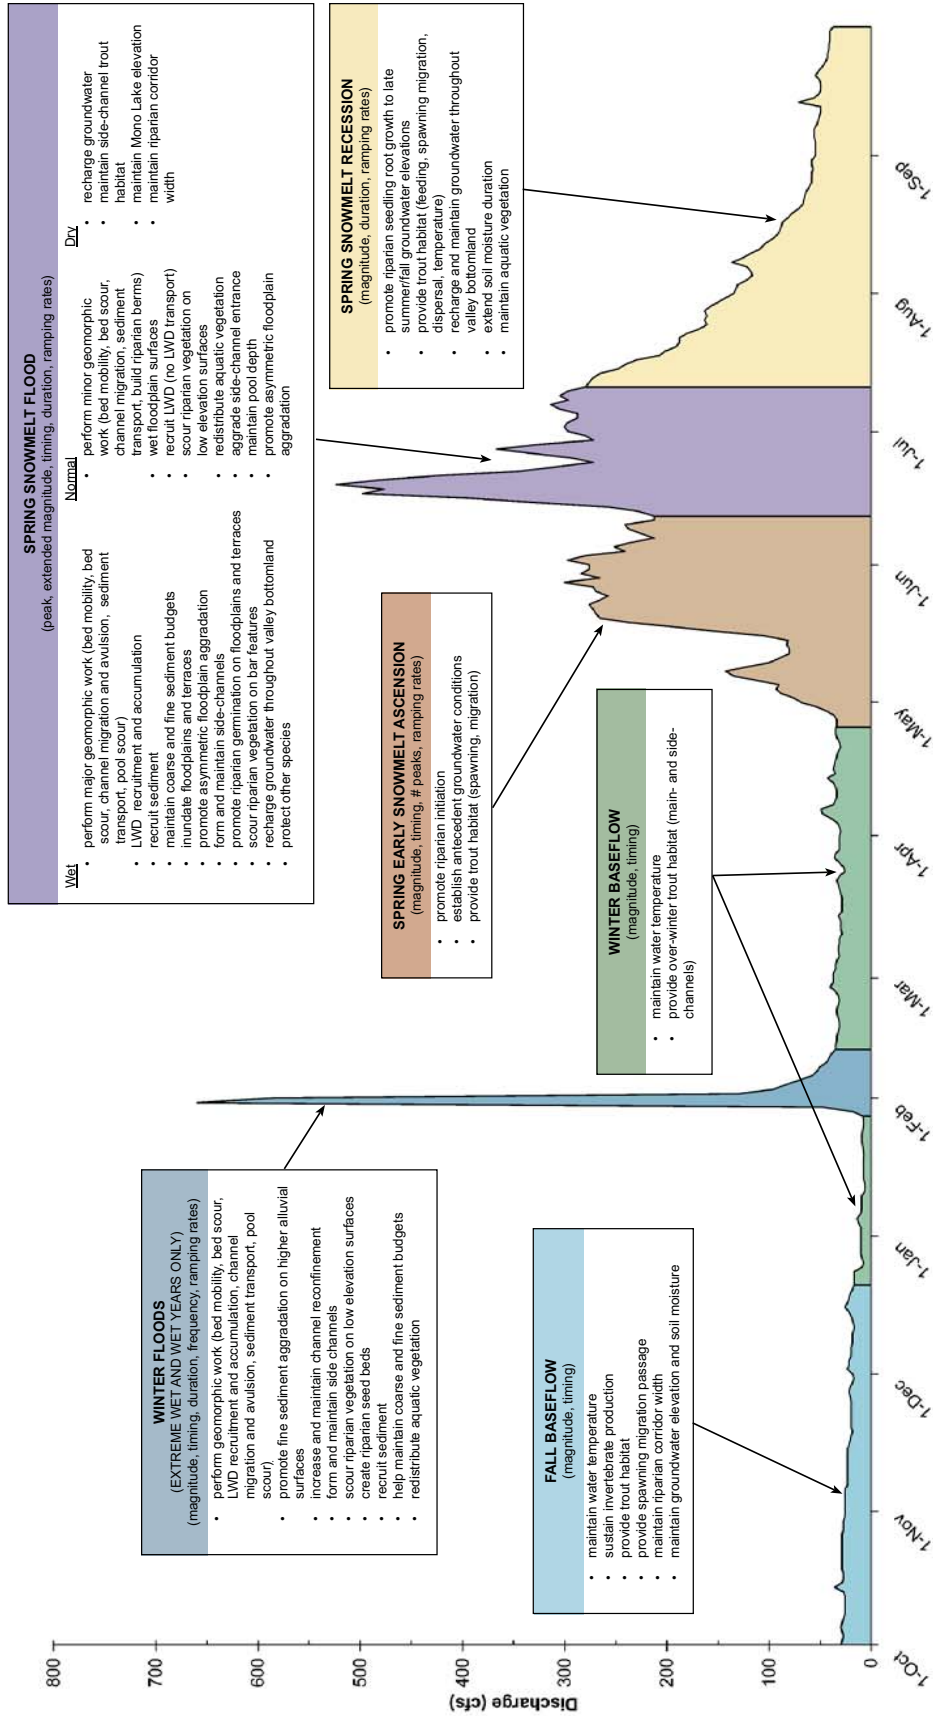 SPRING SNOWMELT FLOOD
(peak, extended magnitude, timing, duration, ramping rates)
Wet
• perform major geomorphic work (bed mobility, bed
scour, channel migration and avulsion, sediment
transport, pool scour)
• LWD recruitment and accumulation
• recruit sediment
• maintain coarse and fine sediment budgets
• inundate floodplains and terraces
• promote asymmetric floodplain aggradation
• form and maintain side-channels
• promote riparian germination on floodplains and terraces
• scour riparian vegetation on bar features
• recharge groundwater throughout valley bottomland
• protect other species
Normal
• perform minor geomorphic
work (bed mobility, bed scour,
channel migration, sediment
transport, build riparian berms)
• wet floodplain surfaces
• recruit LWD (no LWD transport)
• scour riparian vegetation on
low elevation surfaces
• redistribute aquatic vegetation
• aggrade side-channel entrance
• maintain pool depth
• promote asymmetric floodplain
aggradation
Dry
• recharge groundwater
• maintain side-channel trout
habitat
• maintain Mono Lake elevation
• maintain riparian corridor
width
WINTER FLOODS
(EXTREME WET AND WET YEARS ONLY)
(magnitude, timing, duration, frequency, ramping rates)
• perform geomorphic work (bed mobility, bed scour,
LWD recruitment and accumulation, channel
migration and avulsion, sediment transport, pool
scour)
• promote fine sediment aggradation on higher alluvial
surfaces
• increase and maintain channel reconfinement
• form and maintain side channels
• scour riparian vegetation on low elevation surfaces
• create riparian seed beds
• recruit sediment
• help maintain coarse and fine sediment budgets
• redistribute aquatic vegetation
SPRING SNOWMELT RECESSION
(magnitude, duration, ramping rates)
• promote riparian seeding root growth to late
summer/fall groundwater elevations
• provide trout habitat (feeding, spawning migration,
dispersal, temperature)
• recharge and maintain groundwater throughout
valley bottomland
• extend soil moisture duration
• maintain aquatic vegetation
SPRING EARLY SNOWMELT ASCENSION
(magnitude, timing, # peaks, ramping rates)
• promote riparian initiation
• establish antecedent groundwater conditions
• provide trout habitat (spawning, migration)
FALL BASEFLOW
(magnitude, timing)
• maintain water temperature
• sustain invertebrate production
• provide trout habitat
• provide spawning migration passage
• maintain riparian corridor width
• maintain groundwater elevation and soil moisture
WINTER BASEFLOW
(magnitude, timing)
• maintain water temperature
• provide over-winter trout habitat (main- and side-
channels)
Discharge (cfs)
800
700
600
500
400
300
200
100
0
1-Oct
1-Nov
1-Dec
1-Jan
1-Feb
1-Mar
1-Apr
1-May
1-Jun
1-Jul
1-Aug
1-Sep